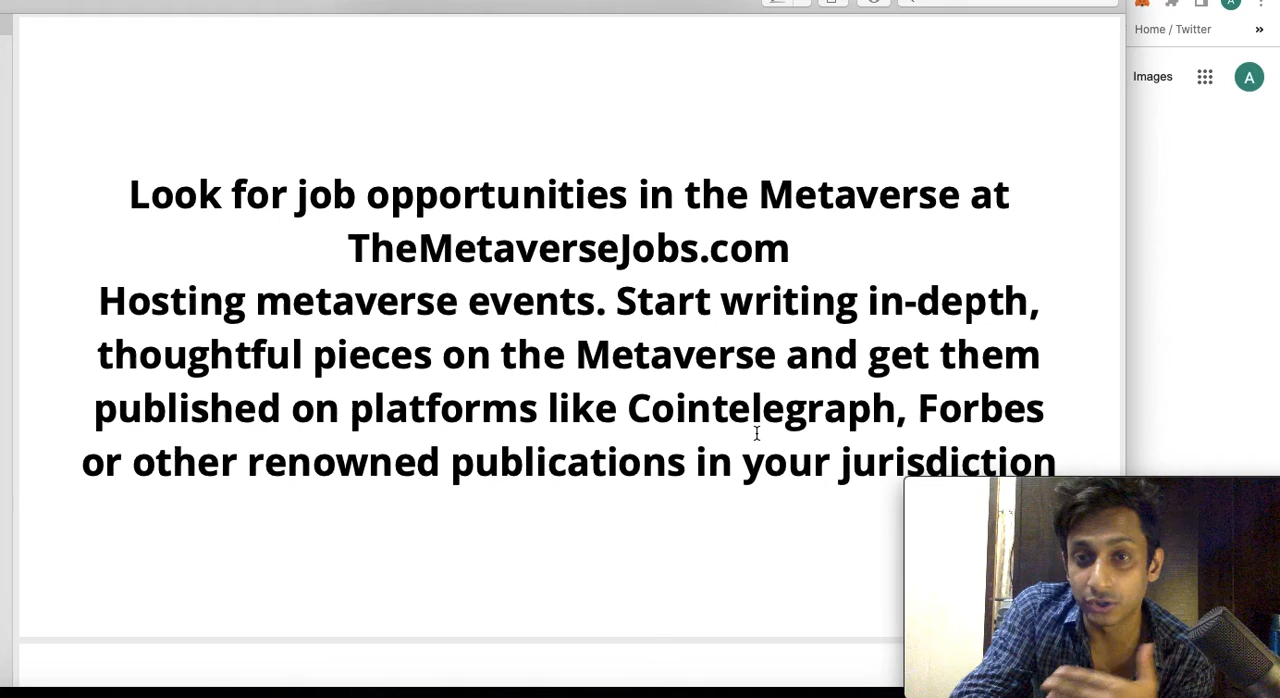 Home / Twitter
»
Images
A
Look for job opportunities in the Metaverse at
TheMetaverseJobs.com
Hosting metaverse events. Start writing in-depth,
thoughtful pieces on the Metaverse and get them
published on platforms like Cointelegraph, Forbes
or other renowned publications in your jurisdiction